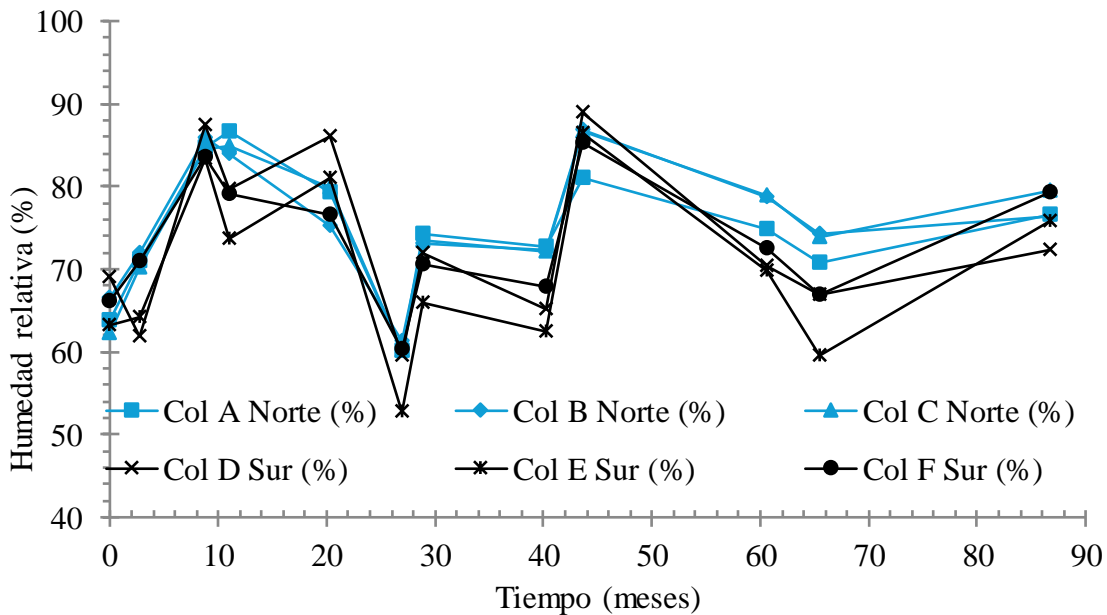 100
90
80
70
60
50
40
Humedad relativa (%)
Col A Norte (%) Col B Norte (%) Col C Norte (%)
Col D Sur (%) Col E Sur (%) Col F Sur (%)
0 10 20 30 40 50 60 70 80 90
Tiempo (meses)